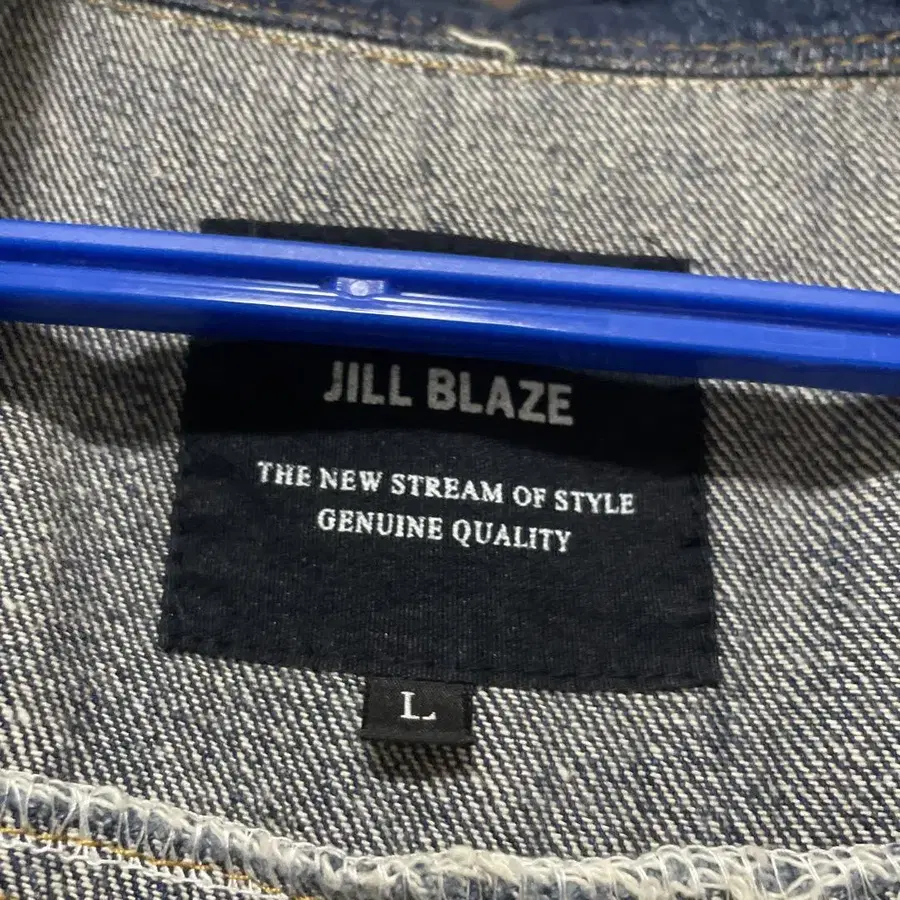 JILL BLAZE
THE NEW STREAM OF STYLE
GENUINE QUALITY
L